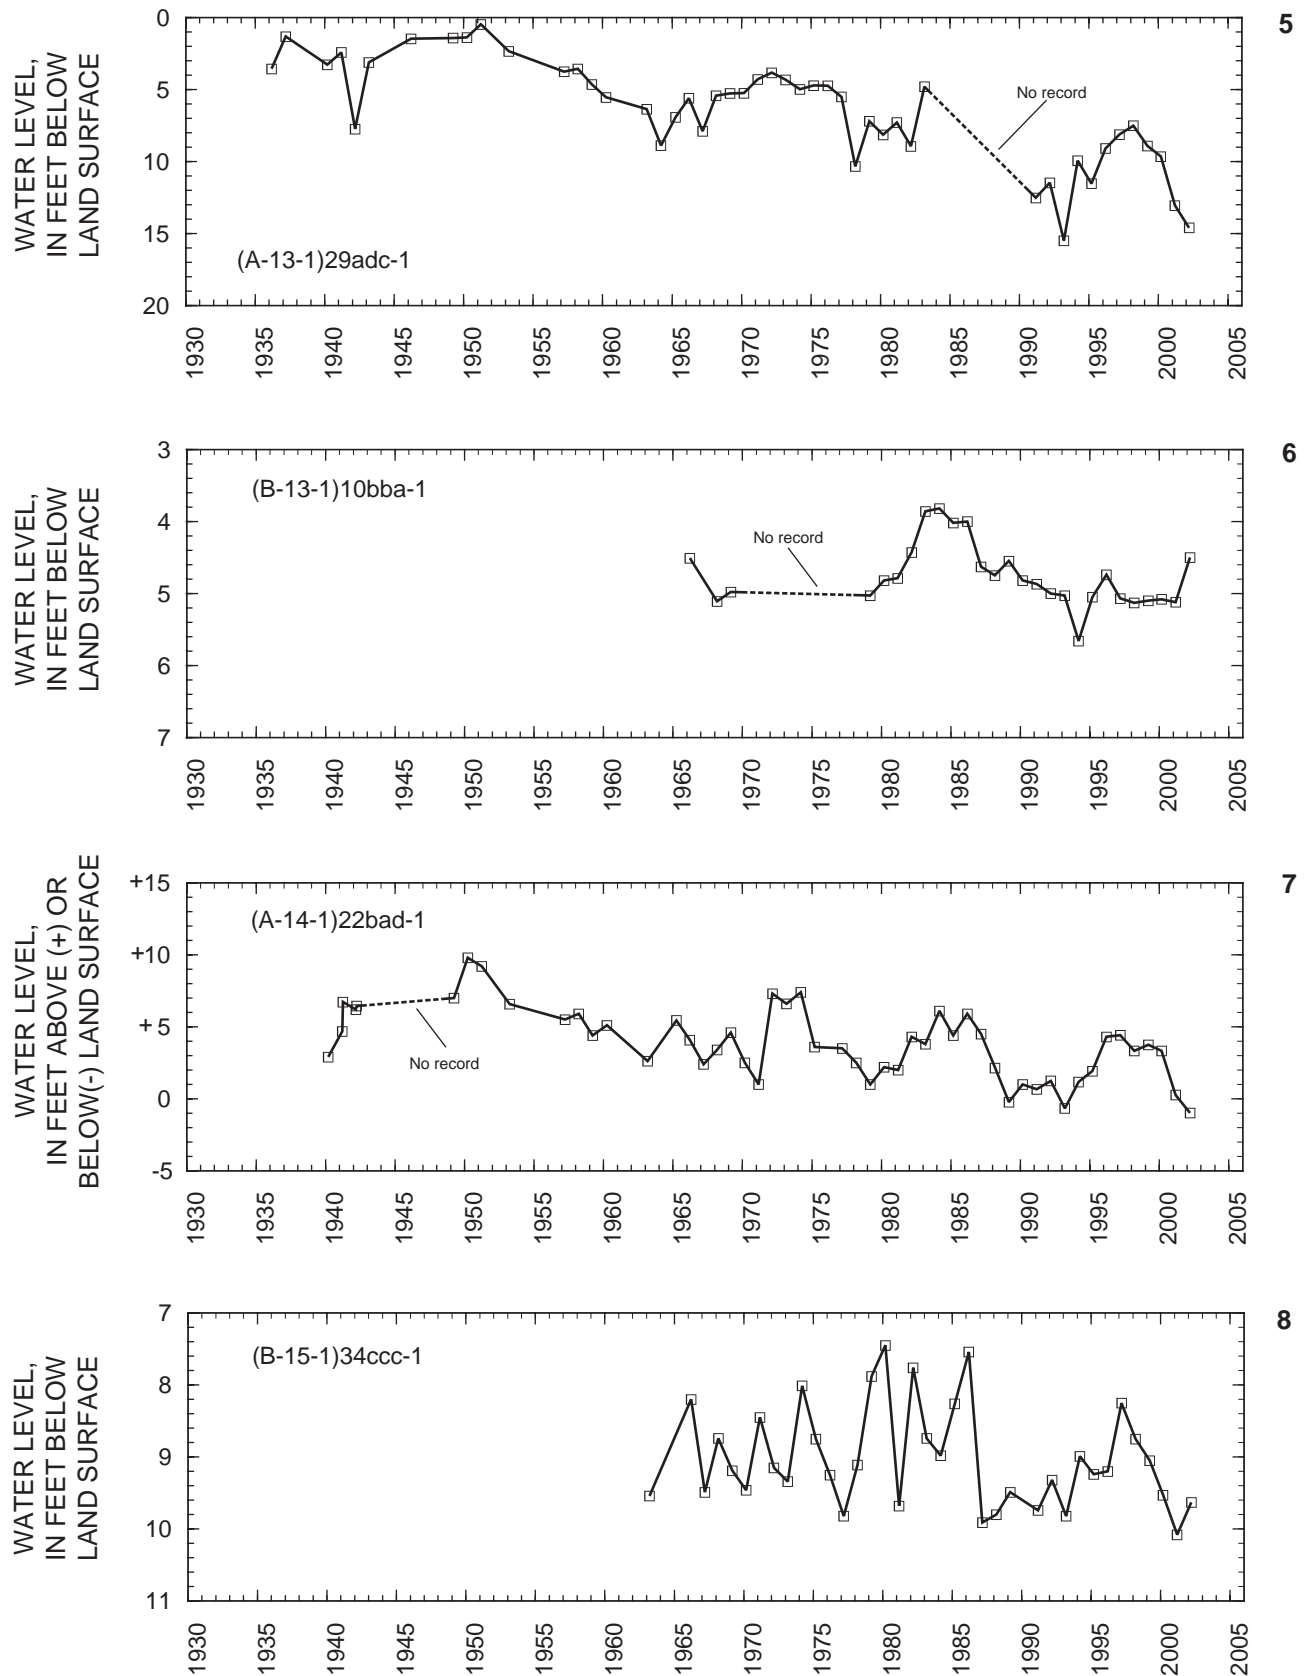 5
WATER LEVEL,
IN FEET BELOW
LAND SURFACE
0
5
10
15
20
No record
(A-13-1)29adc-1
1930 1935 1940 1945 1950 1955 1960 1965 1970 1975 1980 1985 1990 1995 2000 2005
6
WATER LEVEL,
IN FEET BELOW
LAND SURFACE
3
4
5
6
7
(B-13-1)10bba-1
No record
1930 1935 1940 1945 1950 1955 1960 1965 1970 1975 1980 1985 1990 1995 2000 2005
7
WATER LEVEL,
IN FEET ABOVE (+) OR
BELOW(-) LAND SURFACE
+15
+10
+ 5
0
-5
(A-14-1)22bad-1
No record
1930 1935 1940 1945 1950 1955 1960 1965 1970 1975 1980 1985 1990 1995 2000 2005
8
WATER LEVEL,
IN FEET BELOW
LAND SURFACE
7
8
9
10
11
(B-15-1)34ccc-1
1930 1935 1940 1945 1950 1955 1960 1965 1970 1975 1980 1985 1990 1995 2000 2005